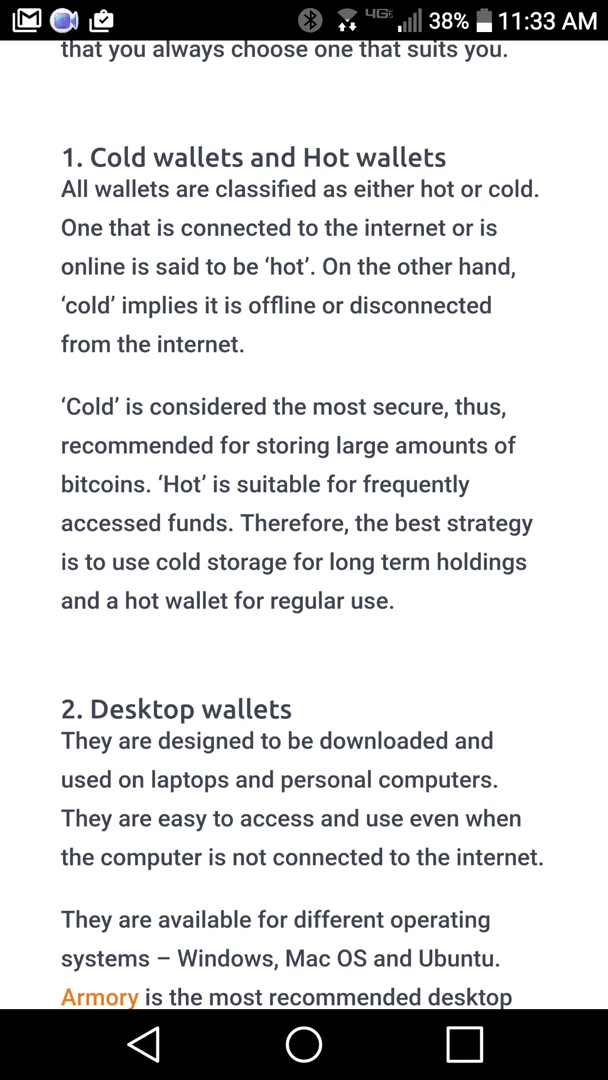 4G 38% 11:33 AM
that you always choose one that suits you.
1. Cold wallets and Hot wallets
All wallets are classified as either hot or cold.
One that is connected to the internet or is
online is said to be ‘hot’. On the other hand,
‘cold’ implies it is offline or disconnected
from the internet.
‘Cold’ is considered the most secure, thus,
recommended for storing large amounts of
bitcoins. ‘Hot’ is suitable for frequently
accessed funds. Therefore, the best strategy
is to use cold storage for long term holdings
and a hot wallet for regular use.
2. Desktop wallets
They are designed to be downloaded and
used on laptops and personal computers.
They are easy to access and use even when
the computer is not connected to the internet.
They are available for different operating
systems – Windows, Mac OS and Ubuntu.
Armory is the most recommended desktop